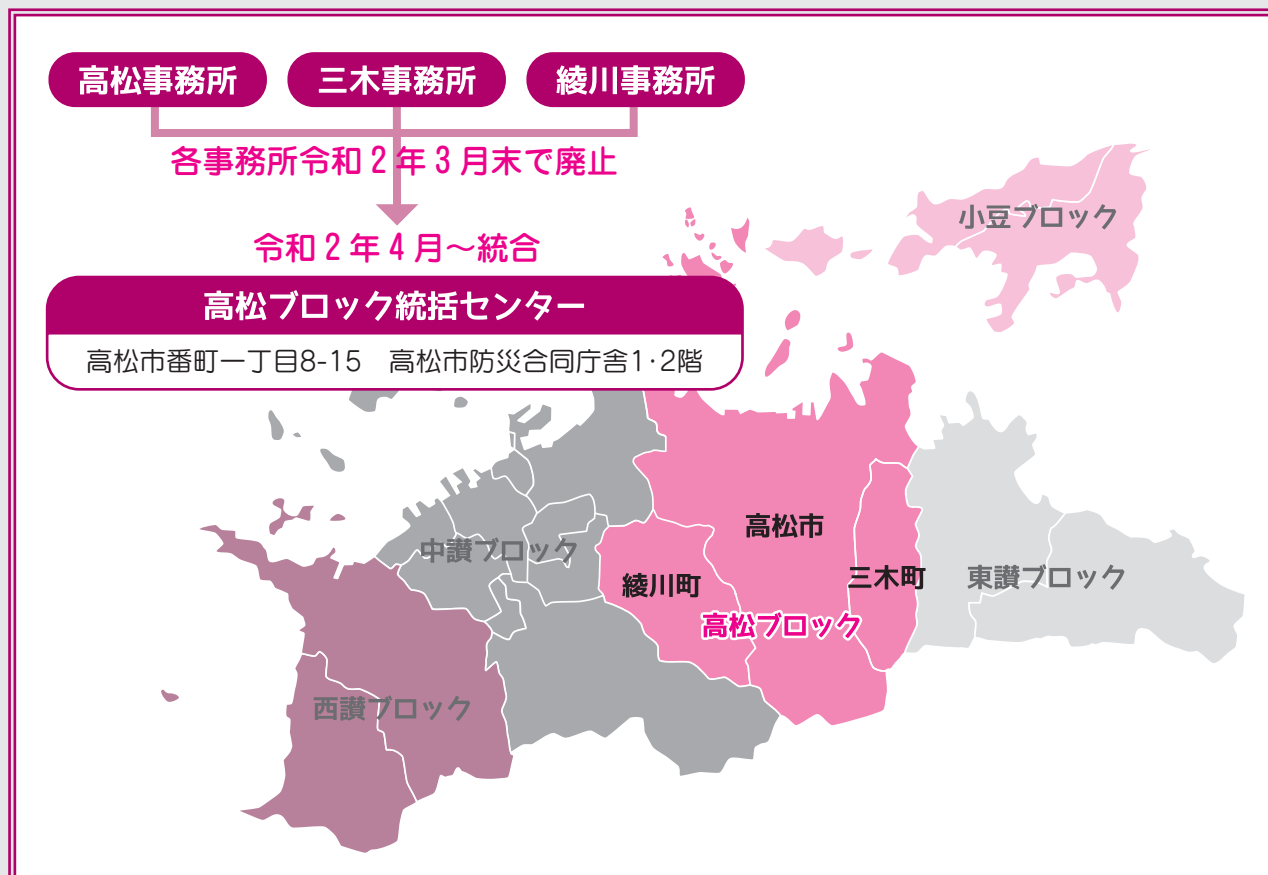 高松事務所 三木事務所 綾川事務所
各事務所令和2年3月末で廃止
令和2年4月～統合
高松ブロック統括センター
高松市番町一丁目8-15　高松市防災合同庁舎1・2階
小豆ブロック
高松市
中讃ブロック
綾川町
三木町
東讃ブロック
高松ブロック
西讃ブロック